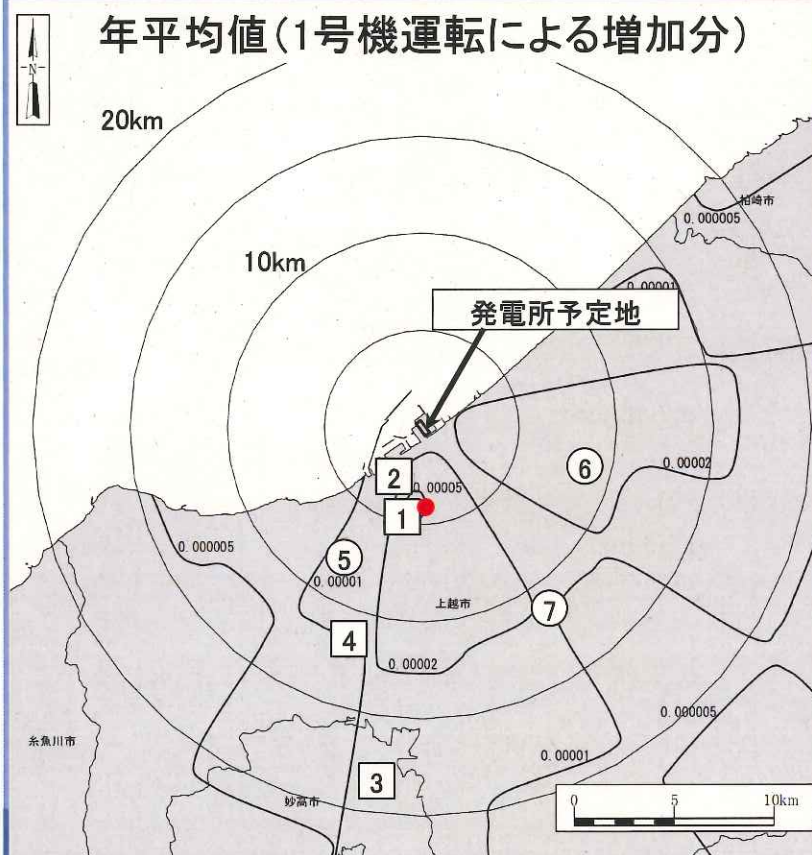 年平均値(1号機運転による増加分)
N
20km
10km
柏崎市
0.000005
0.00001
発電所予定地
2
0.00005
6
0.00002
1
5
0.00001
上越市
7
4
0.00002
0.000005
0.000005
糸魚川市
0.00001
3
妙高市
0 5 10km